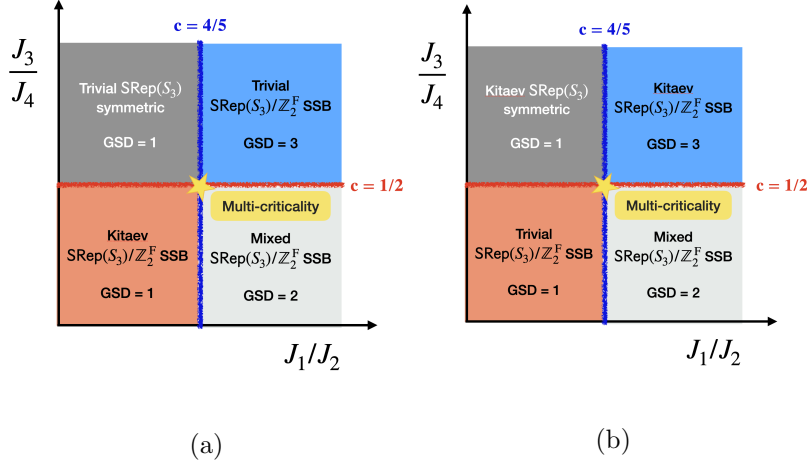 c = 4/5
J₃
J₄
Trivial SRep(S₃)
symmetric
GSD = 1
Trivial
SRep(S₃)/ℤ₂ᶠ SSB
GSD = 3
c = 1/2
Multi-criticality
Kitaev
SRep(S₃)/ℤ₂ᶠ SSB
GSD = 1
Mixed
SRep(S₃)/ℤ₂ᶠ SSB
GSD = 2
J₁/J₂
(a)
c = 4/5
J₃
J₄
Kitaev SRep(S₃)
symmetric
GSD = 1
Kitaev
SRep(S₃)/ℤ₂ᶠ SSB
GSD = 3
c = 1/2
Multi-criticality
Trivial
SRep(S₃)/ℤ₂ᶠ SSB
GSD = 1
Mixed
SRep(S₃)/ℤ₂ᶠ SSB
GSD = 2
J₁/J₂
(b)